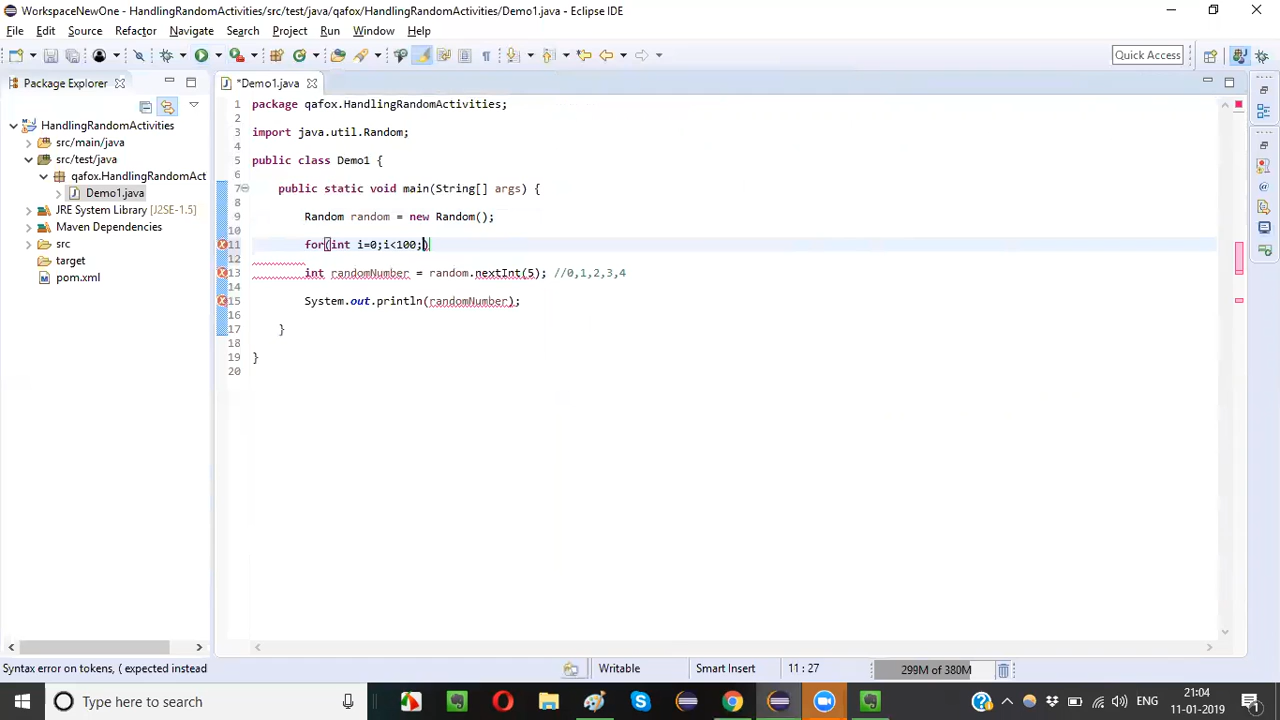 WorkspaceNewOne - HandlingRandomActivities/src/test/java/qafox/HandlingRandomActivities/Demo1.java - Eclipse IDE
File Edit Source Refactor Navigate Search Project Run Window Help
Quick Access
Package Explorer
*Demo1.java
HandlingRandomActivities
src/main/java
src/test/java
qafox.HandlingRandomAct
Demo1.java
JRE System Library [J2SE-1.5]
Maven Dependencies
src
target
pom.xml
1 package qafox.HandlingRandomActivities;
2
3 import java.util.Random;
4
5 public class Demo1 {
6
7 public static void main(String[] args) {
8
9 Random random = new Random();
10
11 for(int i=0;i<100;)
12
13 int randomNumber = random.nextInt(5); //0,1,2,3,4
14
15 System.out.println(randomNumber);
16
17 }
18
19 }
20
Syntax error on tokens, ( expected instead
Writable
Smart Insert
11 : 27
299M of 380M
Type here to search
ENG
21:04
11-01-2019
1